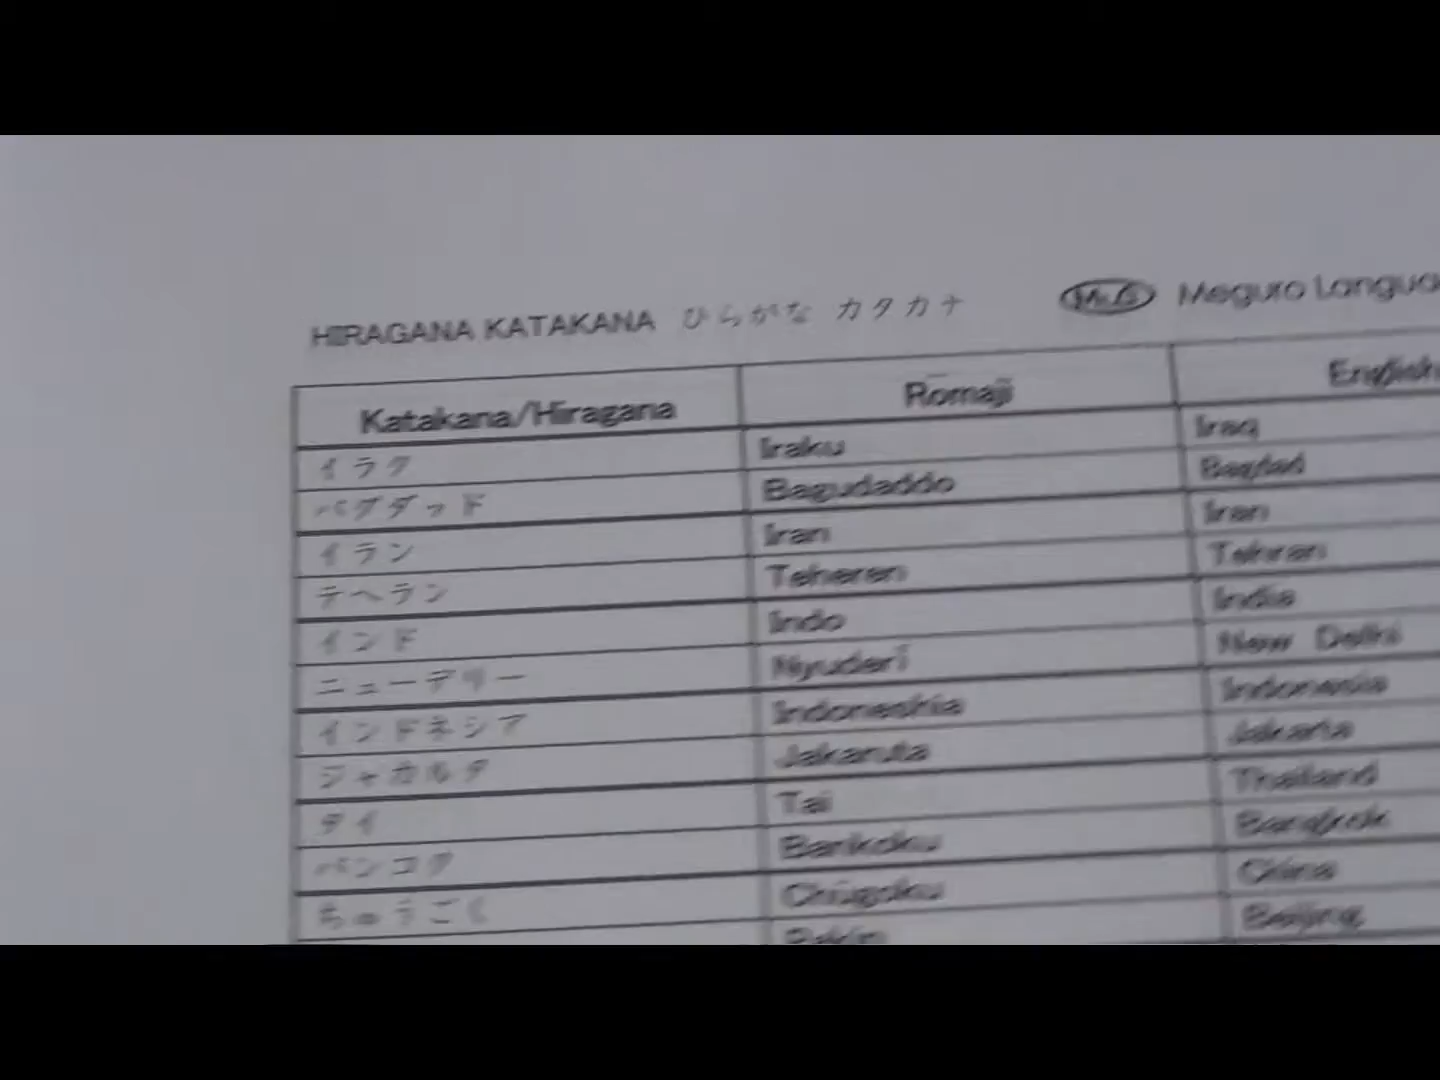 HIRAGANA KATAKANA ひらがな カタカナ MLC Meguro Langua
Katakana/Hiragana Rōmaji English
イラク Iraku Iraq
バグダッド Bagudaddo Bagdad
イラン Iran Iran
テヘラン Teheran Tehran
インド Indo India
ニューデリー Nyuderī New Delhi
インドネシア Indoneshia Indonesia
ジャカルタ Jakaruta Jakarta
タイ Tai Thailand
バンコク Bankoku Bangkok
ちゅうごく Chūgoku China
Pekin Beijing